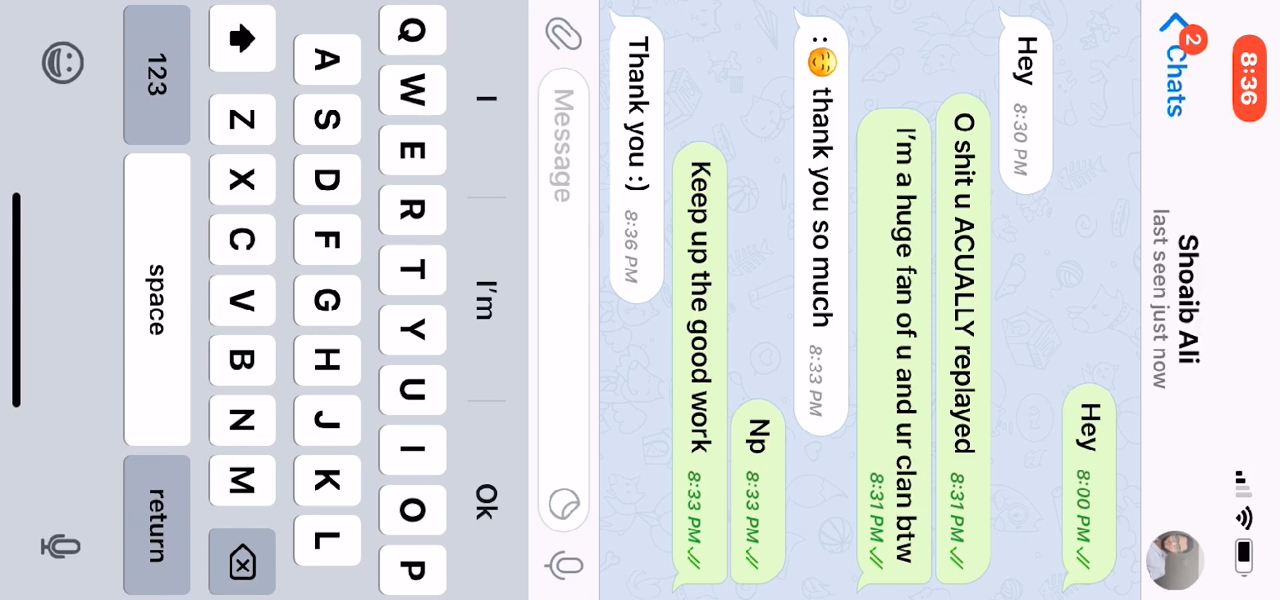 8:36
2
Chats
Shoaib Ali
last seen just now
Hey 8:00 PM
Hey 8:30 PM
O shit u ACUALLY replayed 8:31 PM
I'm a huge fan of u and ur clan btw
8:31 PM
: 😊 thank you so much 8:33 PM
Np 8:33 PM
Keep up the good work 8:33 PM
Thank you :) 8:36 PM
Message
I I'm Ok
Q W E R T Y U I O P
A S D F G H J K L
Z X C V B N M
123 space return